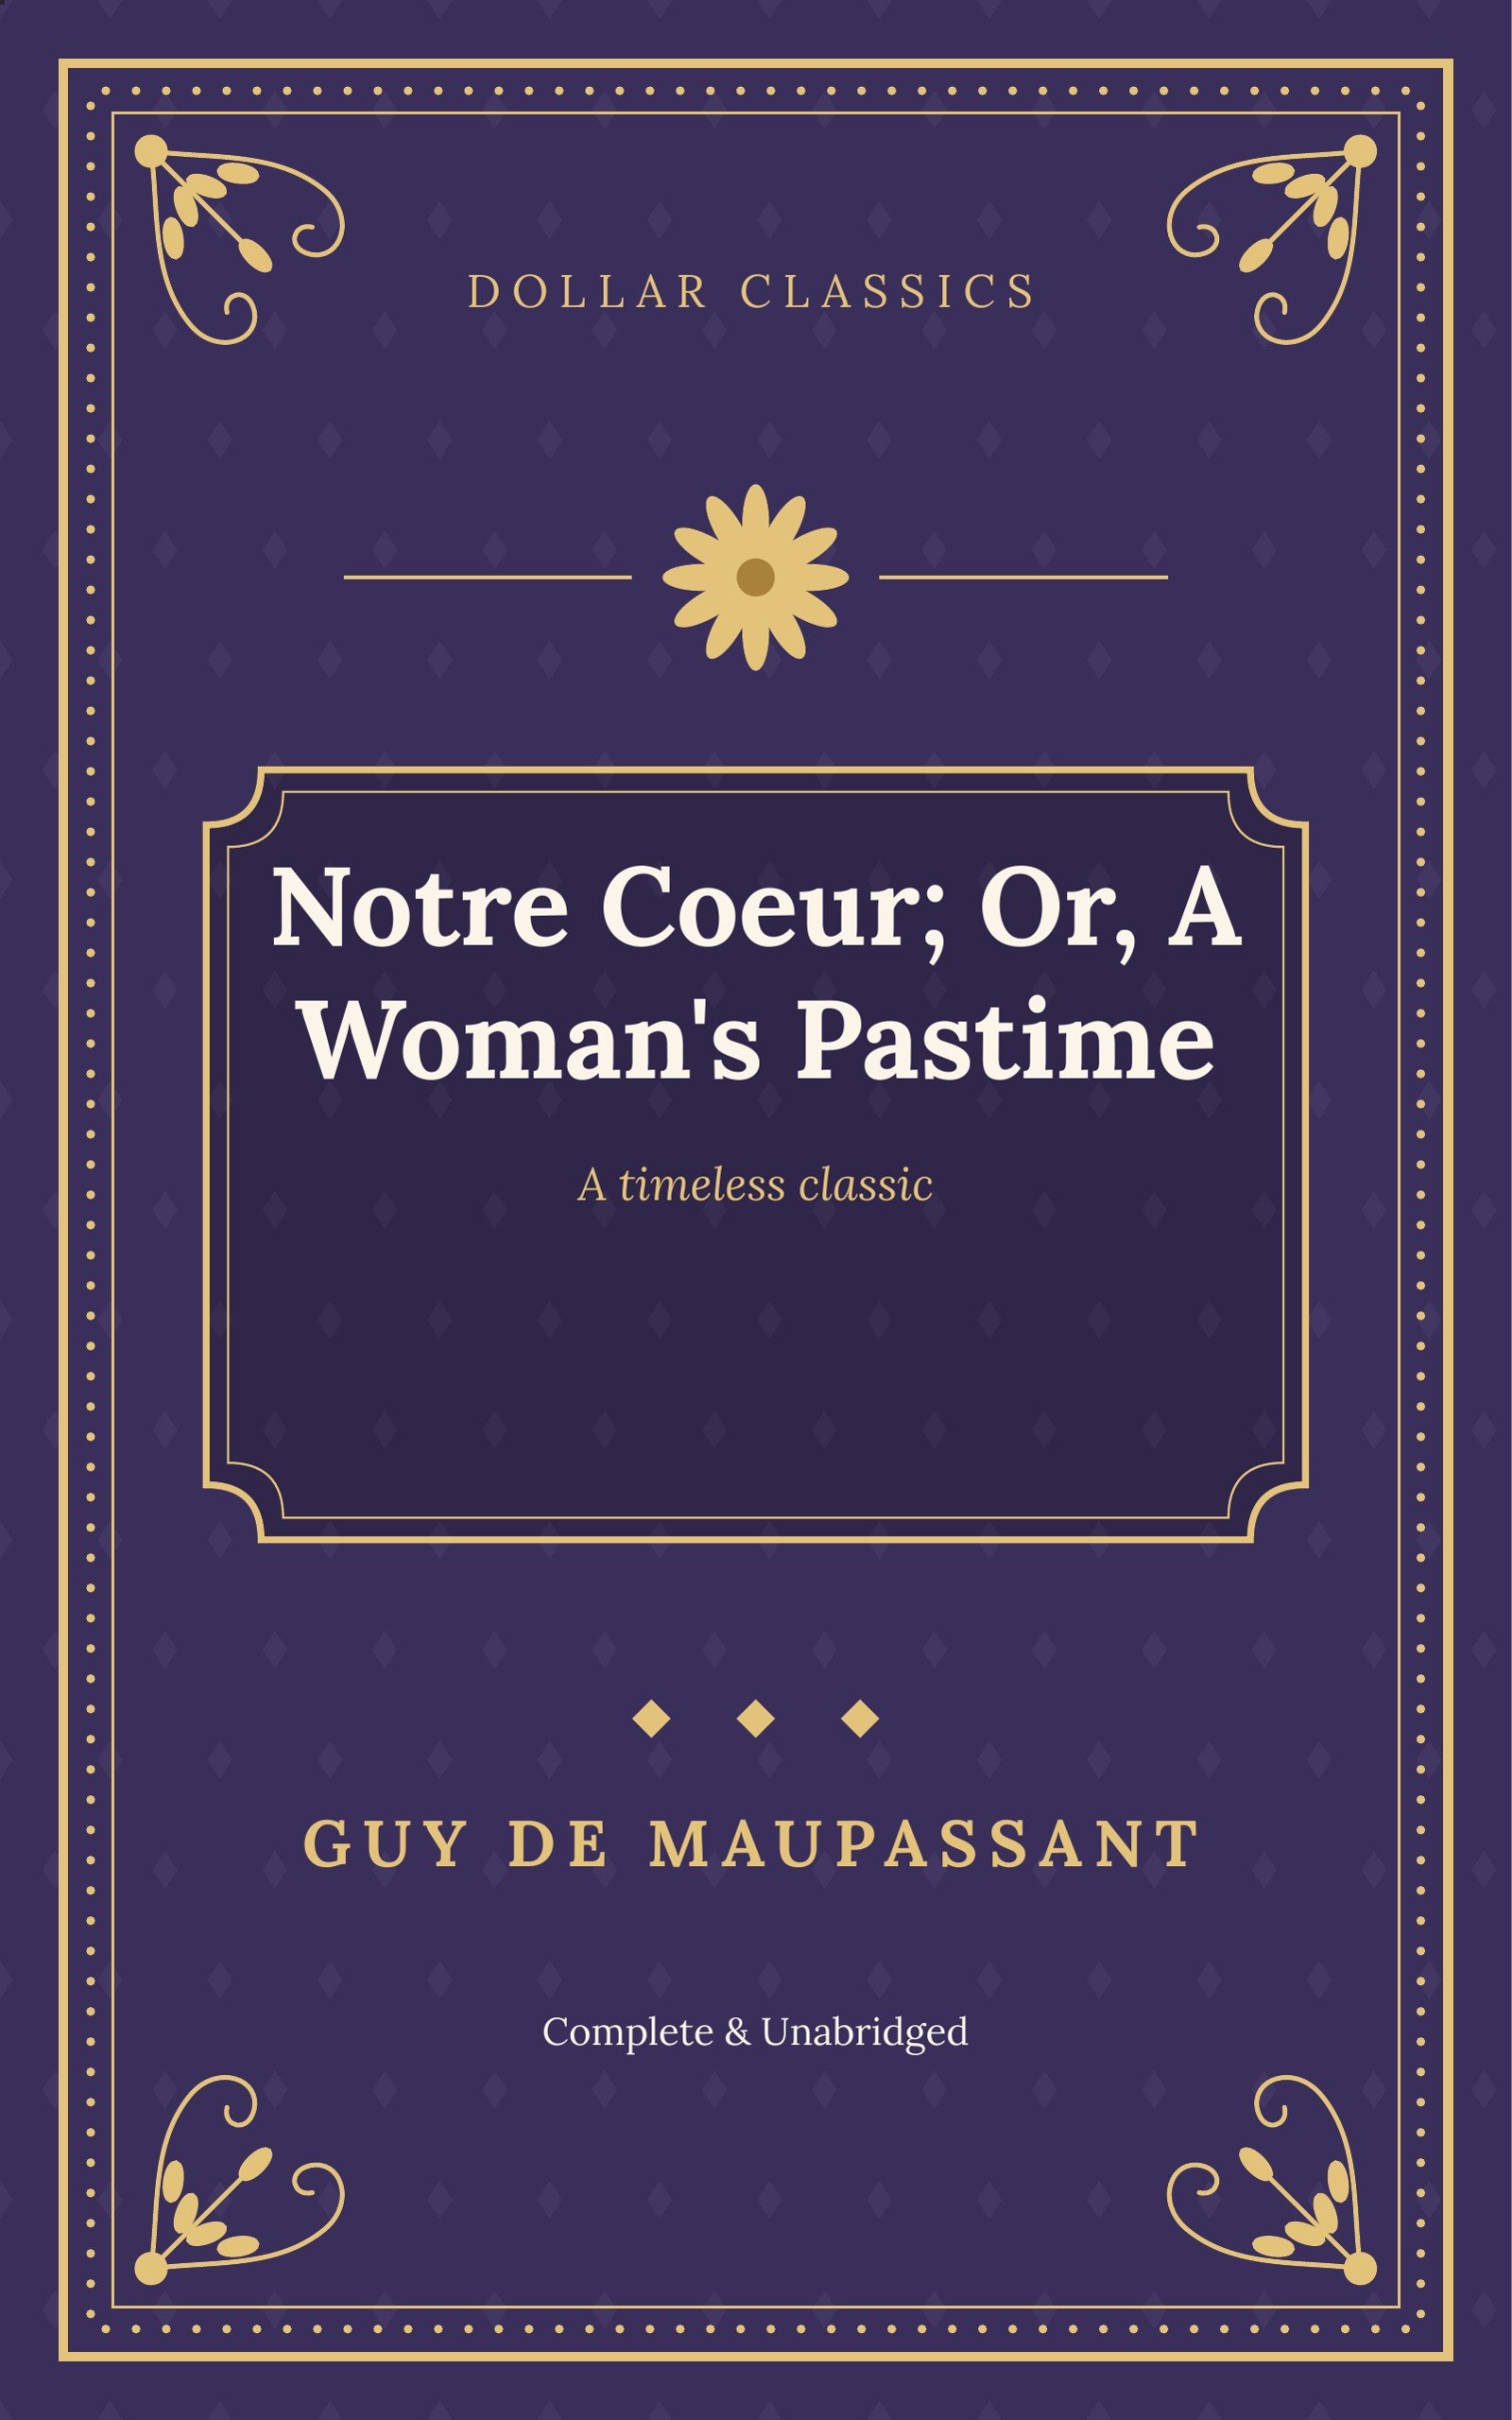 DOLLAR CLASSICS
Notre Coeur; Or, A
Woman's Pastime
A timeless classic
GUY DE MAUPASSANT
Complete & Unabridged